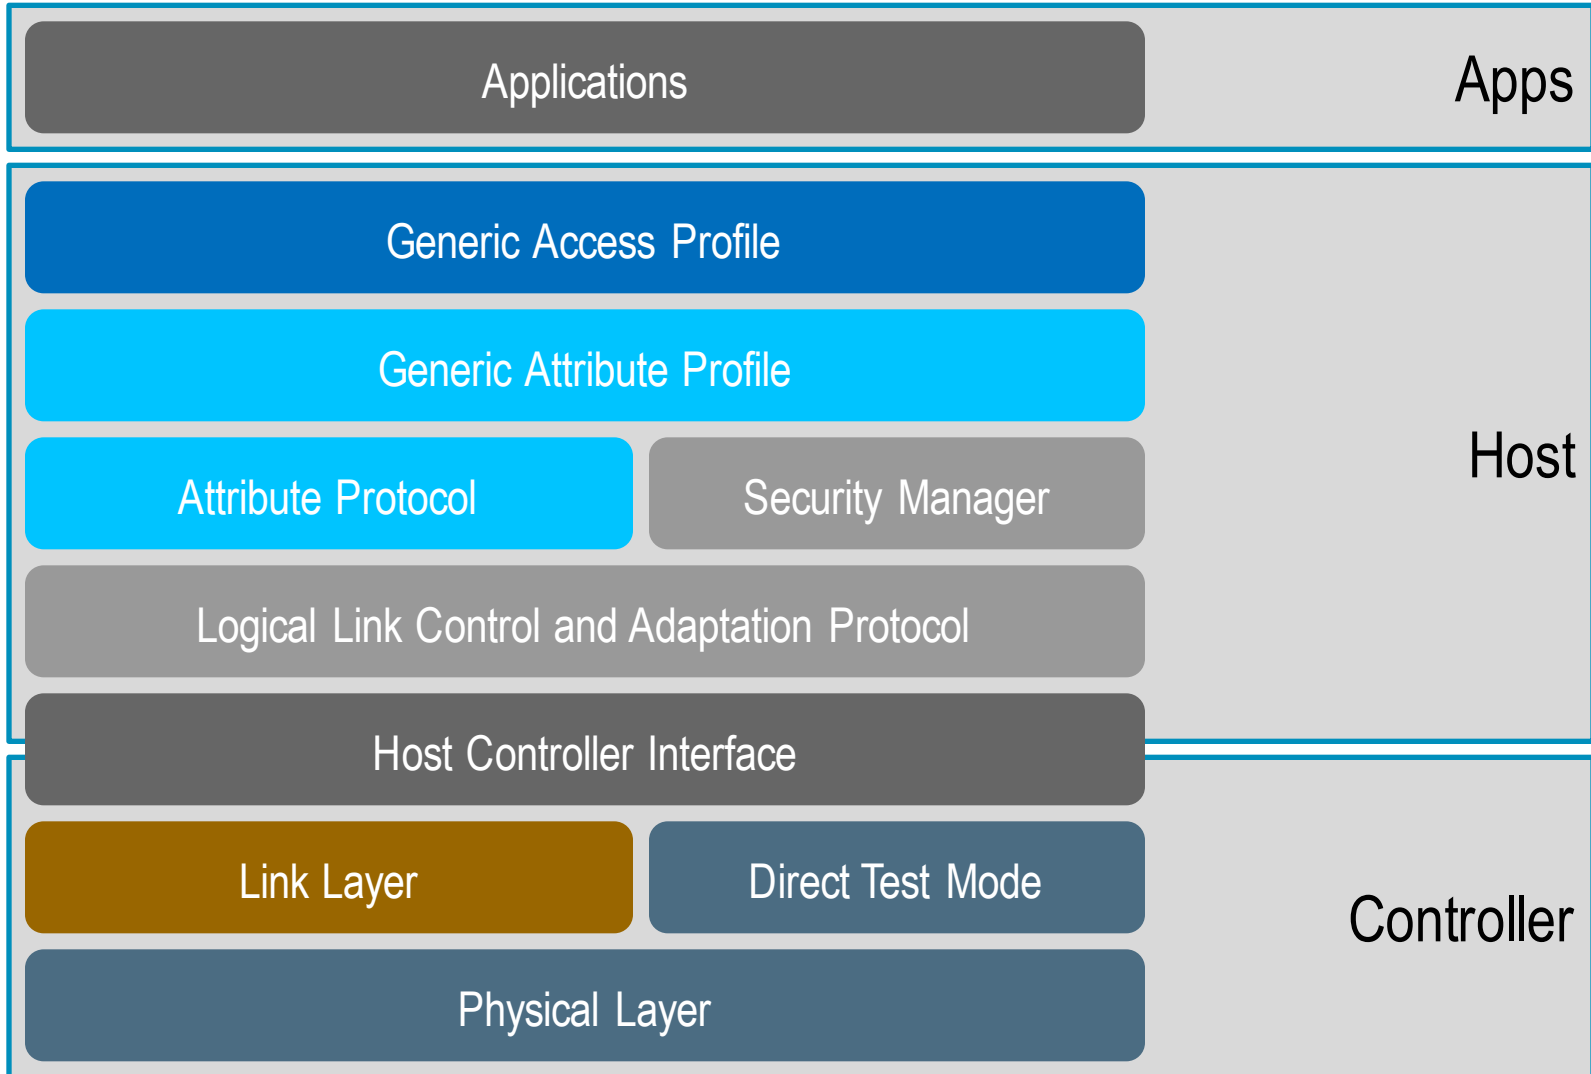 Applications
Apps
Generic Access Profile
Generic Attribute Profile
Host
Attribute Protocol
Security Manager
Logical Link Control and Adaptation Protocol
Host Controller Interface
Link Layer
Direct Test Mode
Controller
Physical Layer